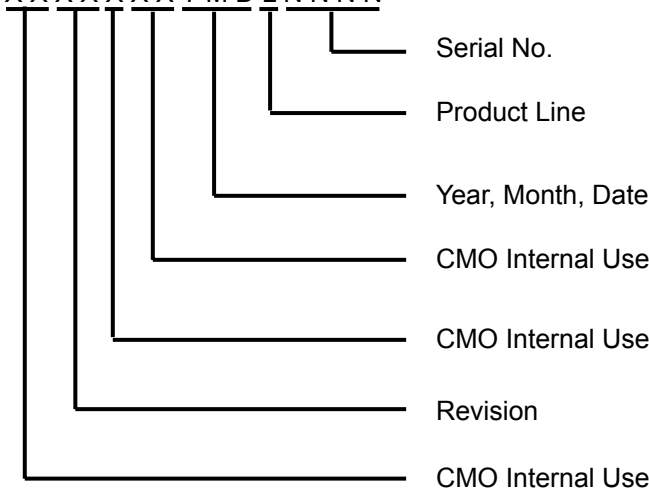 X X X X X X X Y M D L N N N N
Serial No.
Product Line
Year, Month, Date
CMO Internal Use
CMO Internal Use
Revision
CMO Internal Use